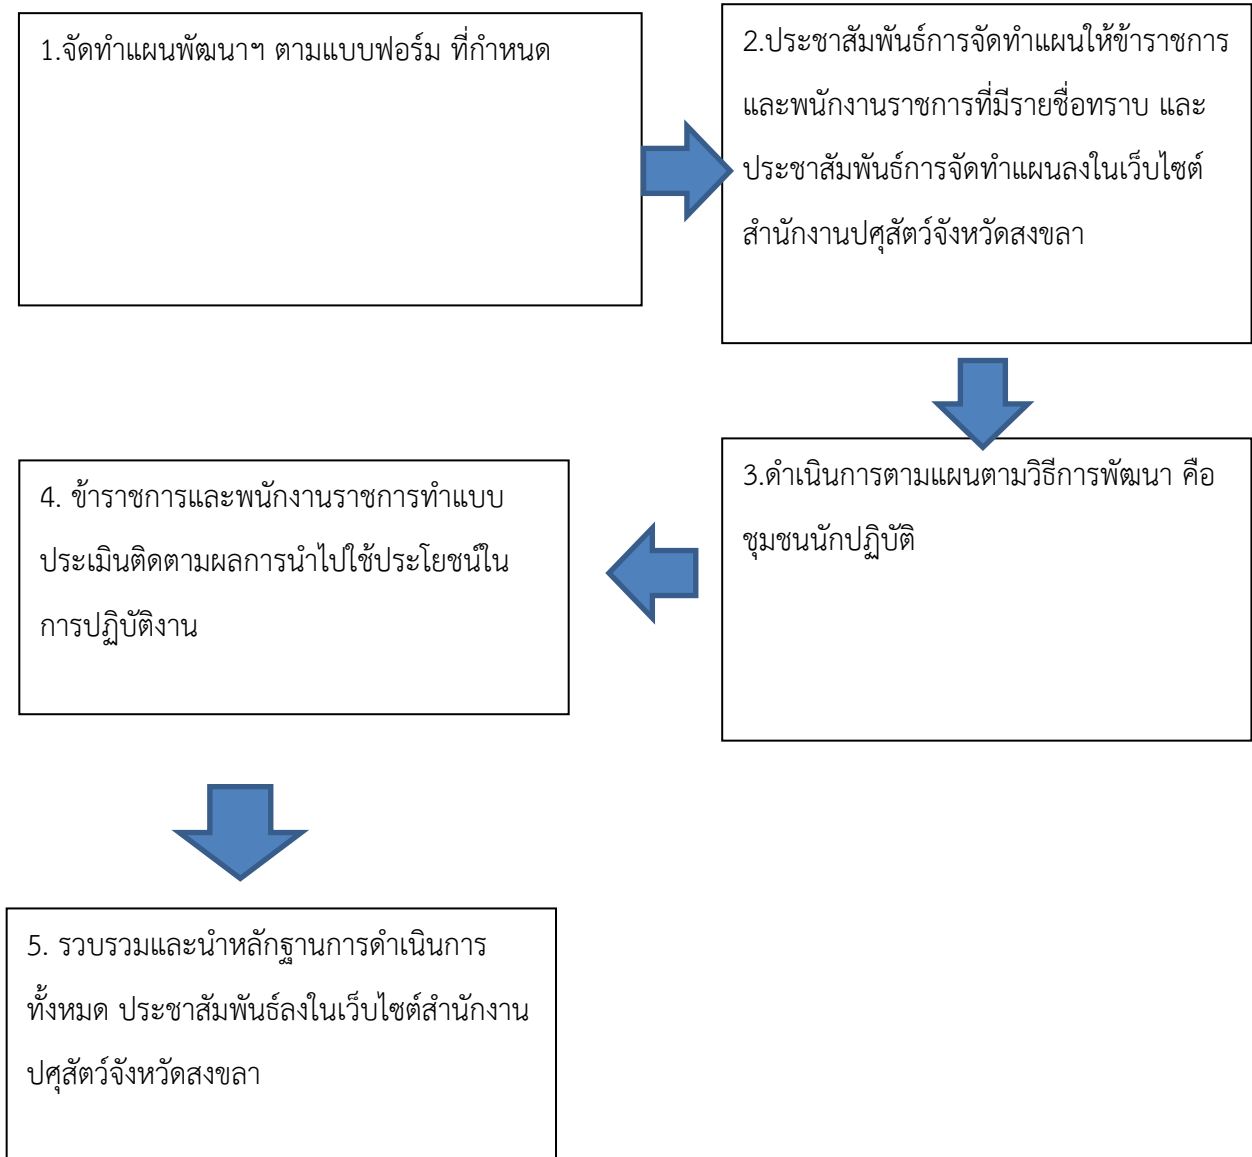 1.จัดทำแผนพัฒนาฯ ตามแบบฟอร์ม ที่กำหนด
2.ประชาสัมพันธ์การจัดทำแผนให้ข้าราชการ
และพนักงานราชการที่มีรายชื่อทราบ และ
ประชาสัมพันธ์การจัดทำแผนลงในเว็บไซต์
สำนักงานปศุสัตว์จังหวัดสงขลา
3.ดำเนินการตามแผนตามวิธีการพัฒนา คือ
ชุมชนนักปฏิบัติ
4. ข้าราชการและพนักงานราชการทำแบบ
ประเมินติดตามผลการนำไปใช้ประโยชน์ใน
การปฏิบัติงาน
5. รวบรวมและนำหลักฐานการดำเนินการ
ทั้งหมด ประชาสัมพันธ์ลงในเว็บไซต์สำนักงาน
ปศุสัตว์จังหวัดสงขลา